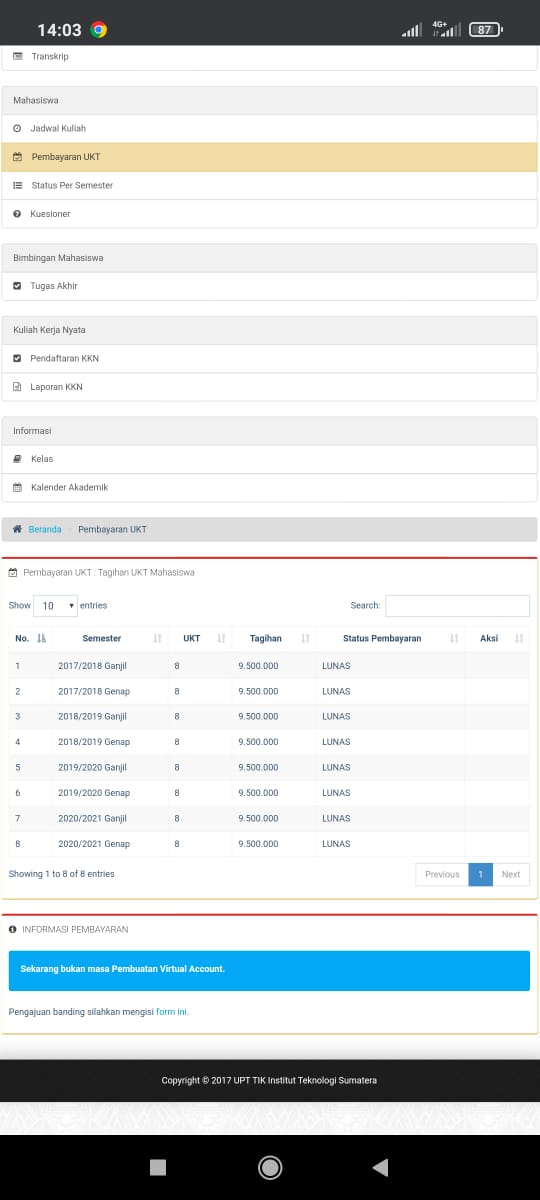 14:03
4G+
87
Transkrip
Mahasiswa
Jadwal Kuliah
Pembayaran UKT
Status Per Semester
Kuesioner
Bimbingan Mahasiswa
Tugas Akhir
Kuliah Kerja Nyata
Pendaftaran KKN
Laporan KKN
Informasi
Kelas
Kalender Akademik
Beranda Pembayaran UKT
Pembayaran UKT : Tagihan UKT Mahasiswa
Show 10 entries Search:
No. Semester UKT Tagihan Status Pembayaran Aksi
1 2017/2018 Ganjil 8 9.500.000 LUNAS
2 2017/2018 Genap 8 9.500.000 LUNAS
3 2018/2019 Ganjil 8 9.500.000 LUNAS
4 2018/2019 Genap 8 9.500.000 LUNAS
5 2019/2020 Ganjil 8 9.500.000 LUNAS
6 2019/2020 Genap 8 9.500.000 LUNAS
7 2020/2021 Ganjil 8 9.500.000 LUNAS
8 2020/2021 Genap 8 9.500.000 LUNAS
Showing 1 to 8 of 8 entries Previous 1 Next
INFORMASI PEMBAYARAN
Sekarang bukan masa Pembuatan Virtual Account.
Pengajuan banding silahkan mengisi form ini.
Copyright © 2017 UPT TIK Institut Teknologi Sumatera